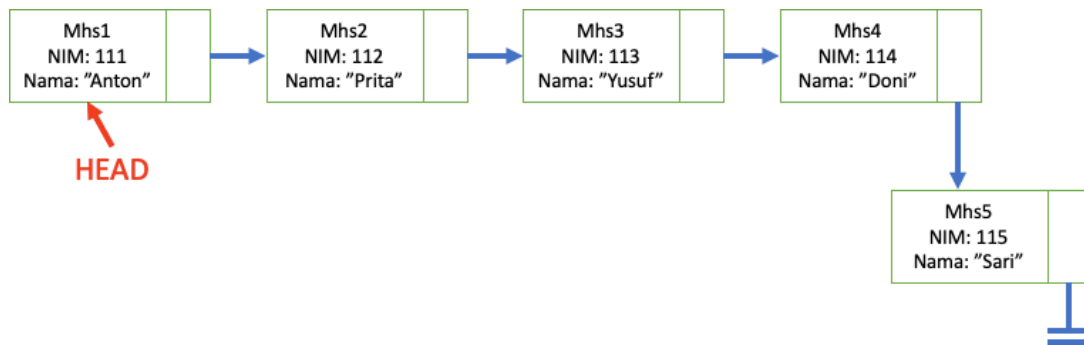 Mhs1
NIM: 111
Nama: ”Anton”
Mhs2
NIM: 112
Nama: ”Prita”
Mhs3
NIM: 113
Nama: ”Yusuf”
Mhs4
NIM: 114
Nama: ”Doni”
HEAD
Mhs5
NIM: 115
Nama: ”Sari”